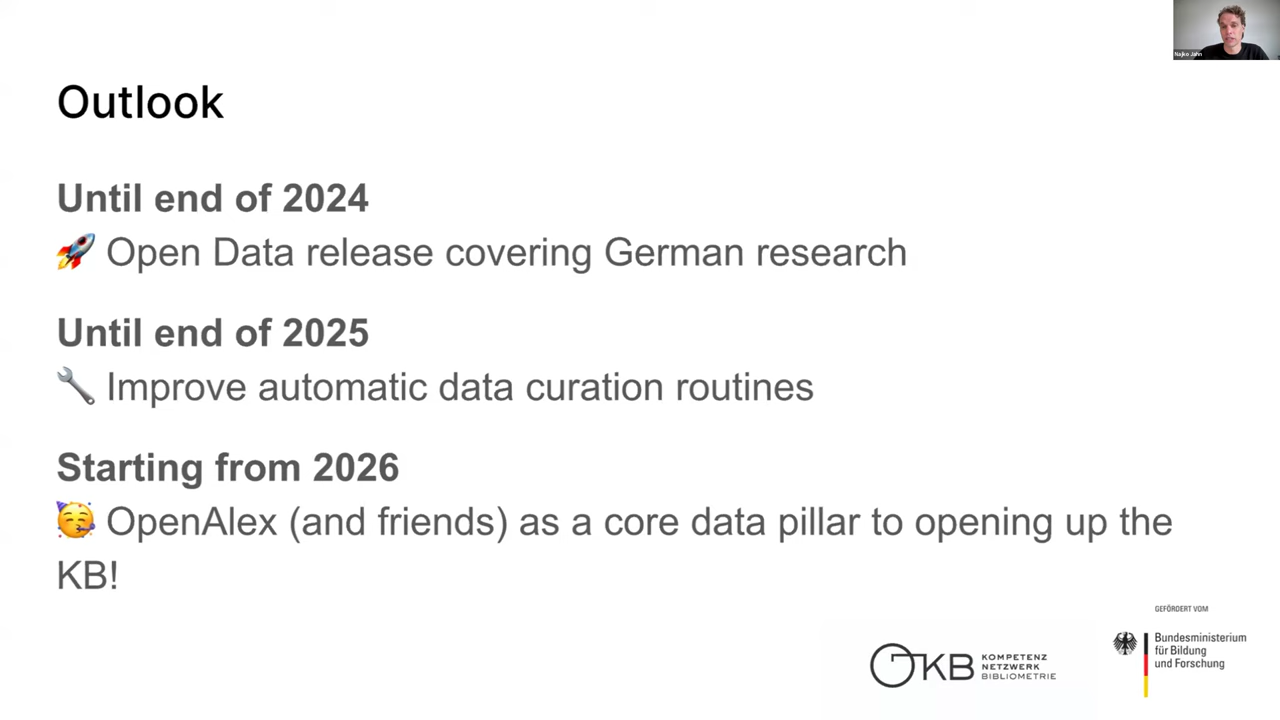 Najko Jahn
Outlook
Until end of 2024
🚀 Open Data release covering German research
Until end of 2025
🔧 Improve automatic data curation routines
Starting from 2026
🥳 OpenAlex (and friends) as a core data pillar to opening up the
KB!
GEFÖRDERT VOM
KB
KOMPETENZ
NETZWERK
BIBLIOMETRIE
Bundesministerium
für Bildung
und Forschung